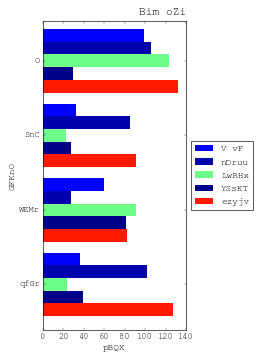 Bim oZi
O
SnC
WEMr
qfGr
GFKnO
0 20 40 60 80 100 120 140
pBQX
V vF
nDruu
LwRHx
YSsKT
ezyjv